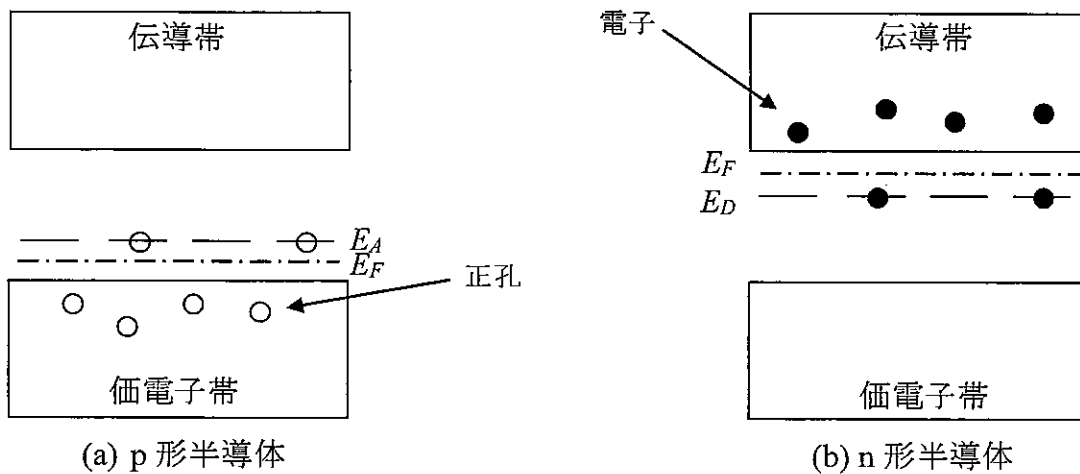 伝導帯
E_A
E_F
正孔
価電子帯
(a) p 形半導体
電子
伝導帯
E_F
E_D
価電子帯
(b) n 形半導体